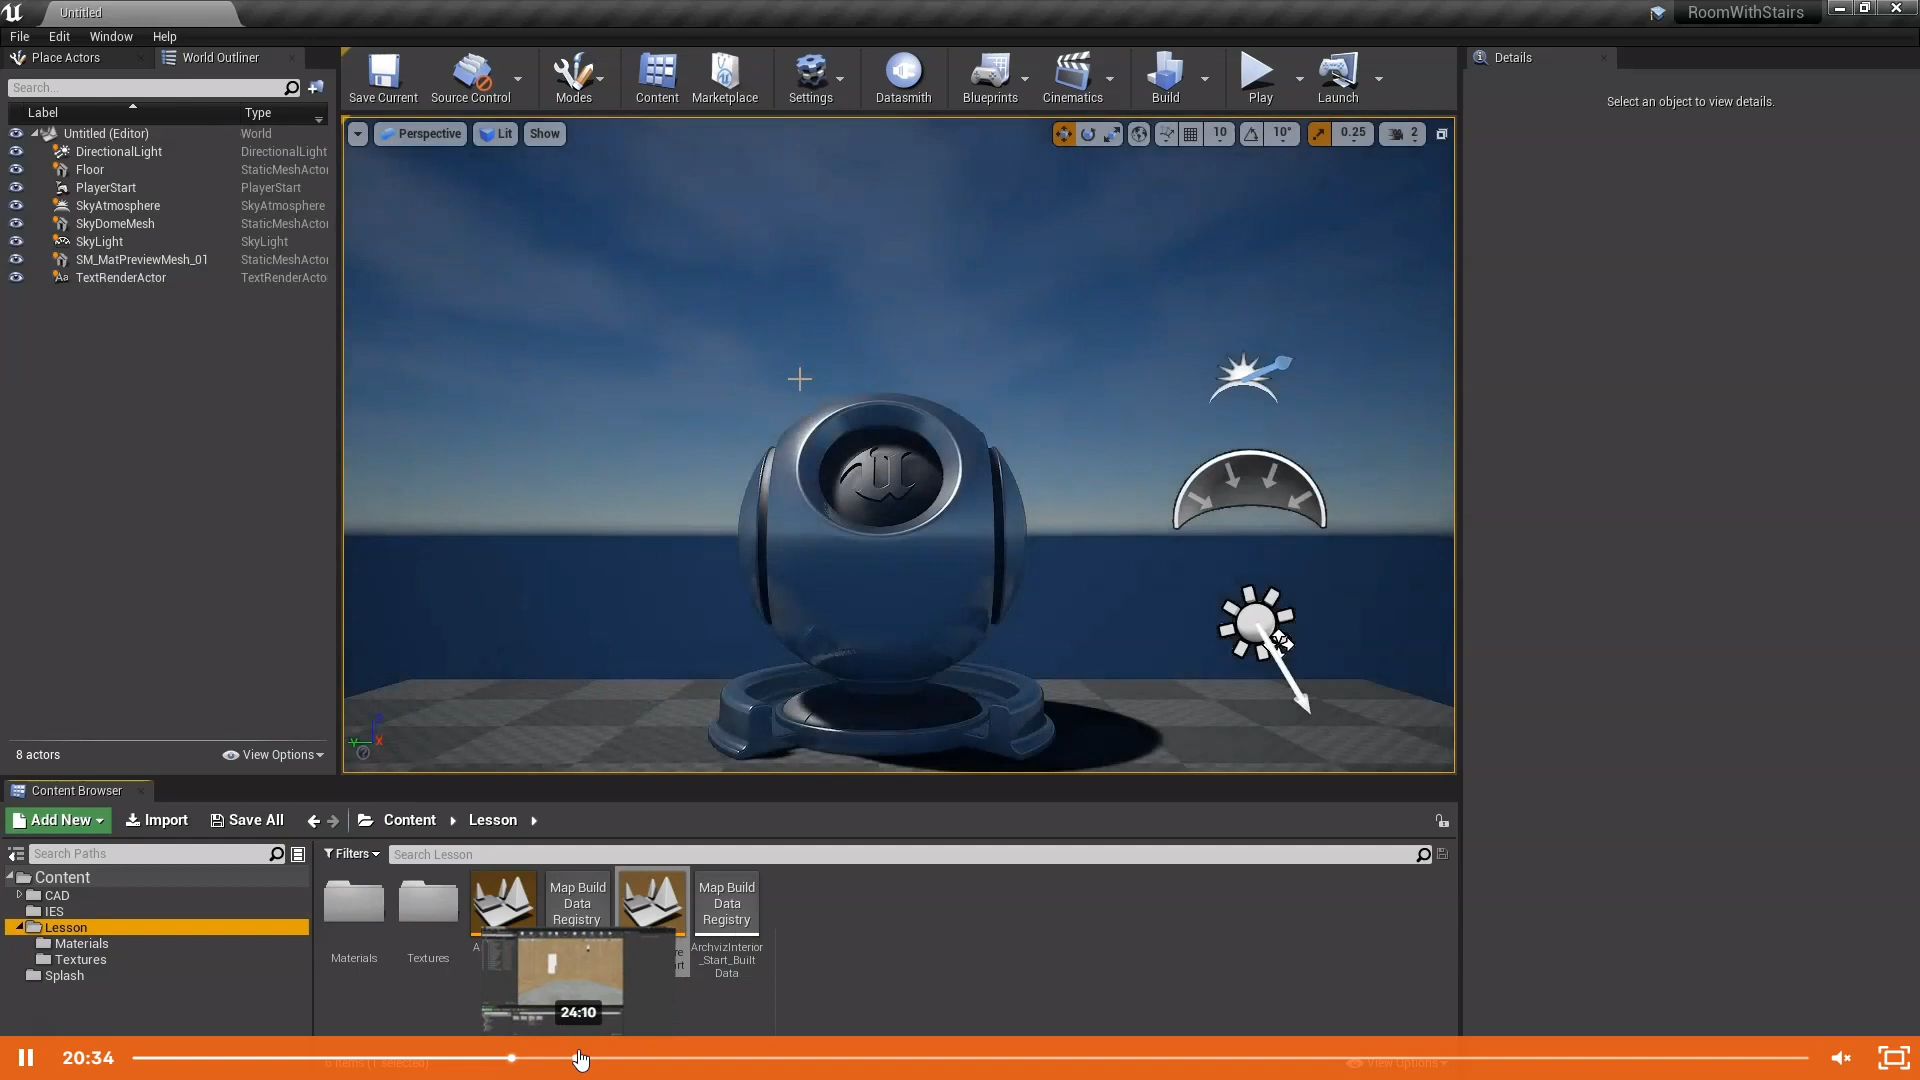 Untitled
RoomWithStairs
File Edit Window Help
Place Actors World Outliner
Details
Search...
Select an object to view details.
Label Type
Untitled (Editor) World
DirectionalLight DirectionalLight
Floor StaticMeshActor
PlayerStart PlayerStart
SkyAtmosphere SkyAtmosphere
SkyDomeMesh StaticMeshActor
SkyLight SkyLight
SM_MatPreviewMesh_01 StaticMeshActor
TextRenderActor TextRenderActo
8 actors View Options
Save Current Source Control Modes Content Marketplace Settings Datasmith Blueprints Cinematics Build Play Launch
Perspective Lit Show
10 10° 0.25 2
Content Browser
Add New Import Save All Content Lesson
Search Paths
Filters Search Lesson
Content
CAD
IES
Lesson
Materials
Textures
Splash
Materials
Textures
Map Build
Data
Registry
Map Build
Data
Registry
ArchvizInterior
_Start_Built
Data
24:10
20:34
View Options